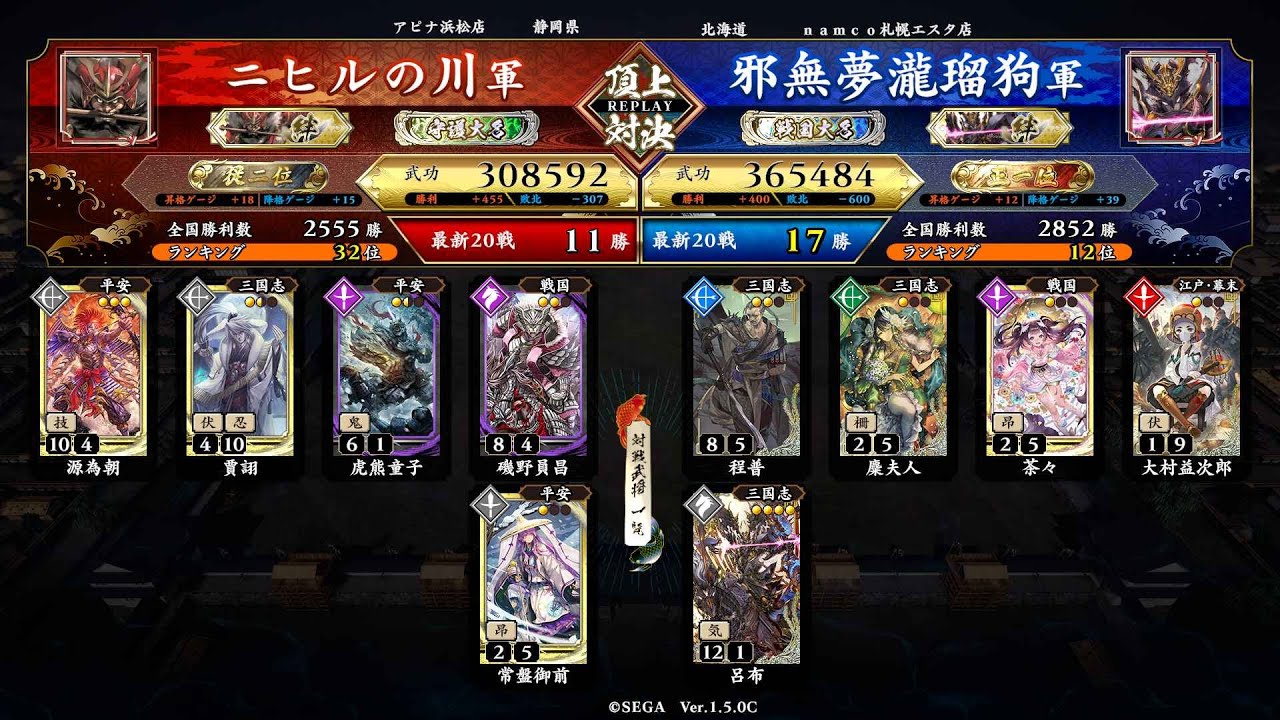 アピナ浜松店 静岡県
北海道 namco札幌エスタ店
ニヒルの川軍
頂上
REPLAY
対決
邪無夢瀧瑠狗軍
絆 守護大名
戦国大名 絆
従二位
昇格ゲージ +18 降格ゲージ +15
武功 308592
勝利 +455 敗北 -307
武功 365484
勝利 +400 敗北 -600
正一位
昇格ゲージ +12 降格ゲージ +39
全国勝利数 2555勝
ランキング 32位
最新20戦 11勝
最新20戦 17勝
全国勝利数 2852勝
ランキング 12位
平安
技
10 4
源為朝
三国志
伏 忍
4 10
賈詡
平安
鬼
6 1
虎熊童子
戦国
8 4
磯野員昌
対戦武将一覧
三国志
8 5
程普
三国志
柵
2 5
麋夫人
戦国
昂
2 5
茶々
江戸・幕末
伏
1 9
大村益次郎
平安
昂
2 5
常盤御前
三国志
気
12 1
呂布
©SEGA Ver.1.5.0C